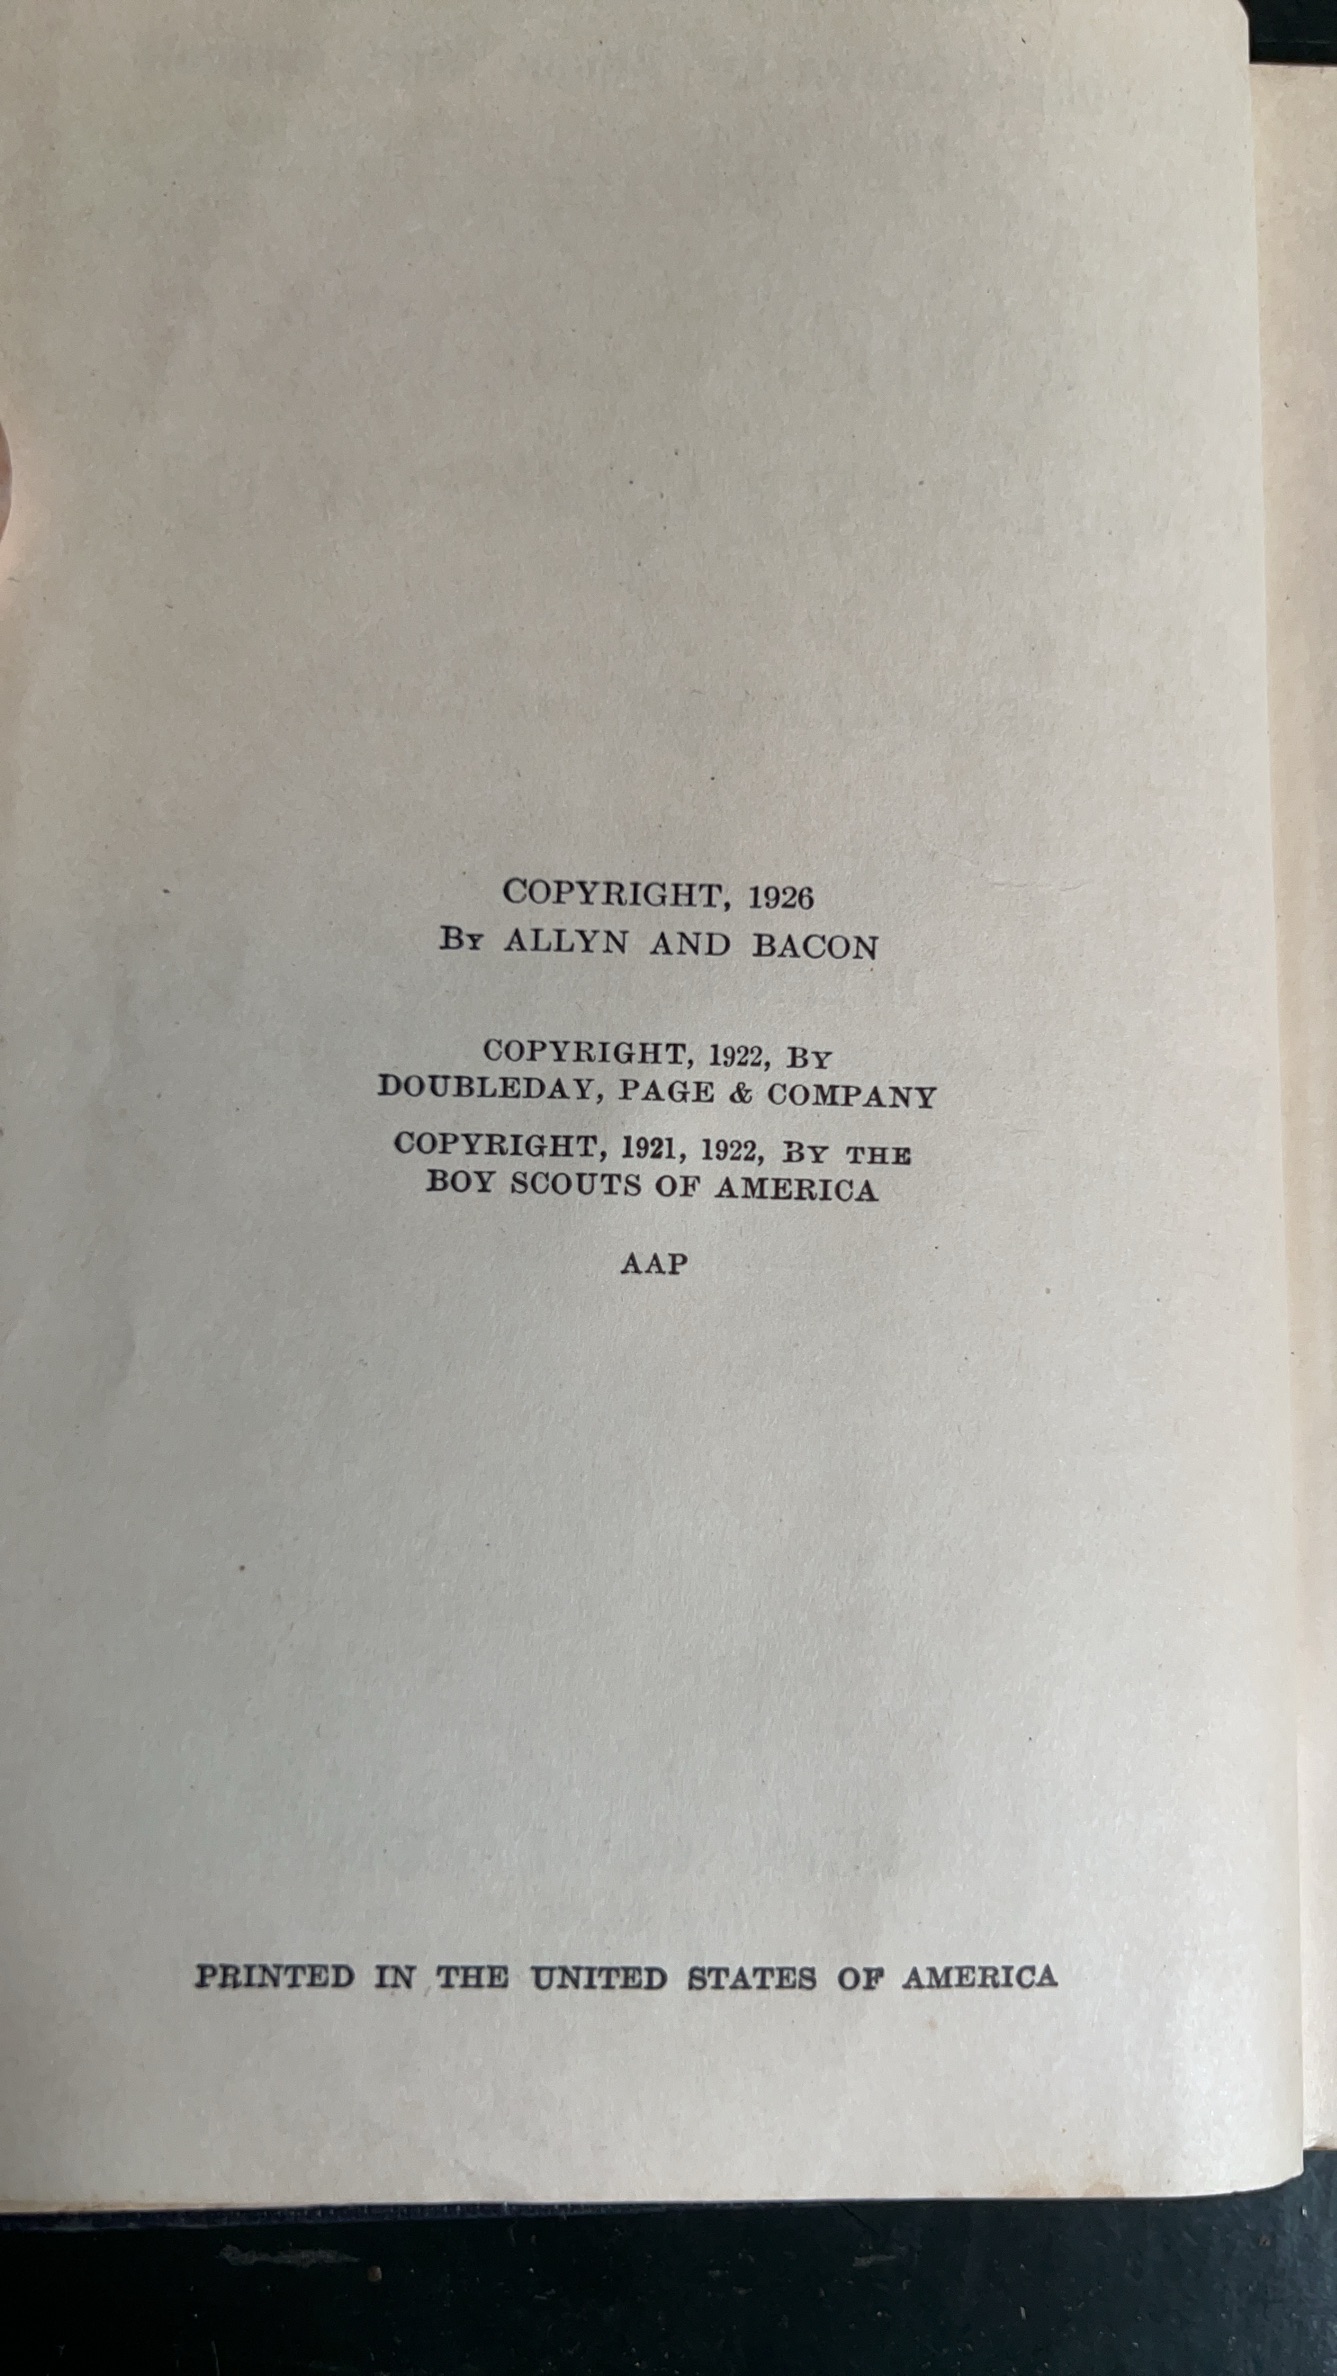 COPYRIGHT, 1926
By ALLYN AND BACON
COPYRIGHT, 1922, BY
DOUBLEDAY, PAGE & COMPANY
COPYRIGHT, 1921, 1922, BY THE
BOY SCOUTS OF AMERICA
AAP
PRINTED IN THE UNITED STATES OF AMERICA